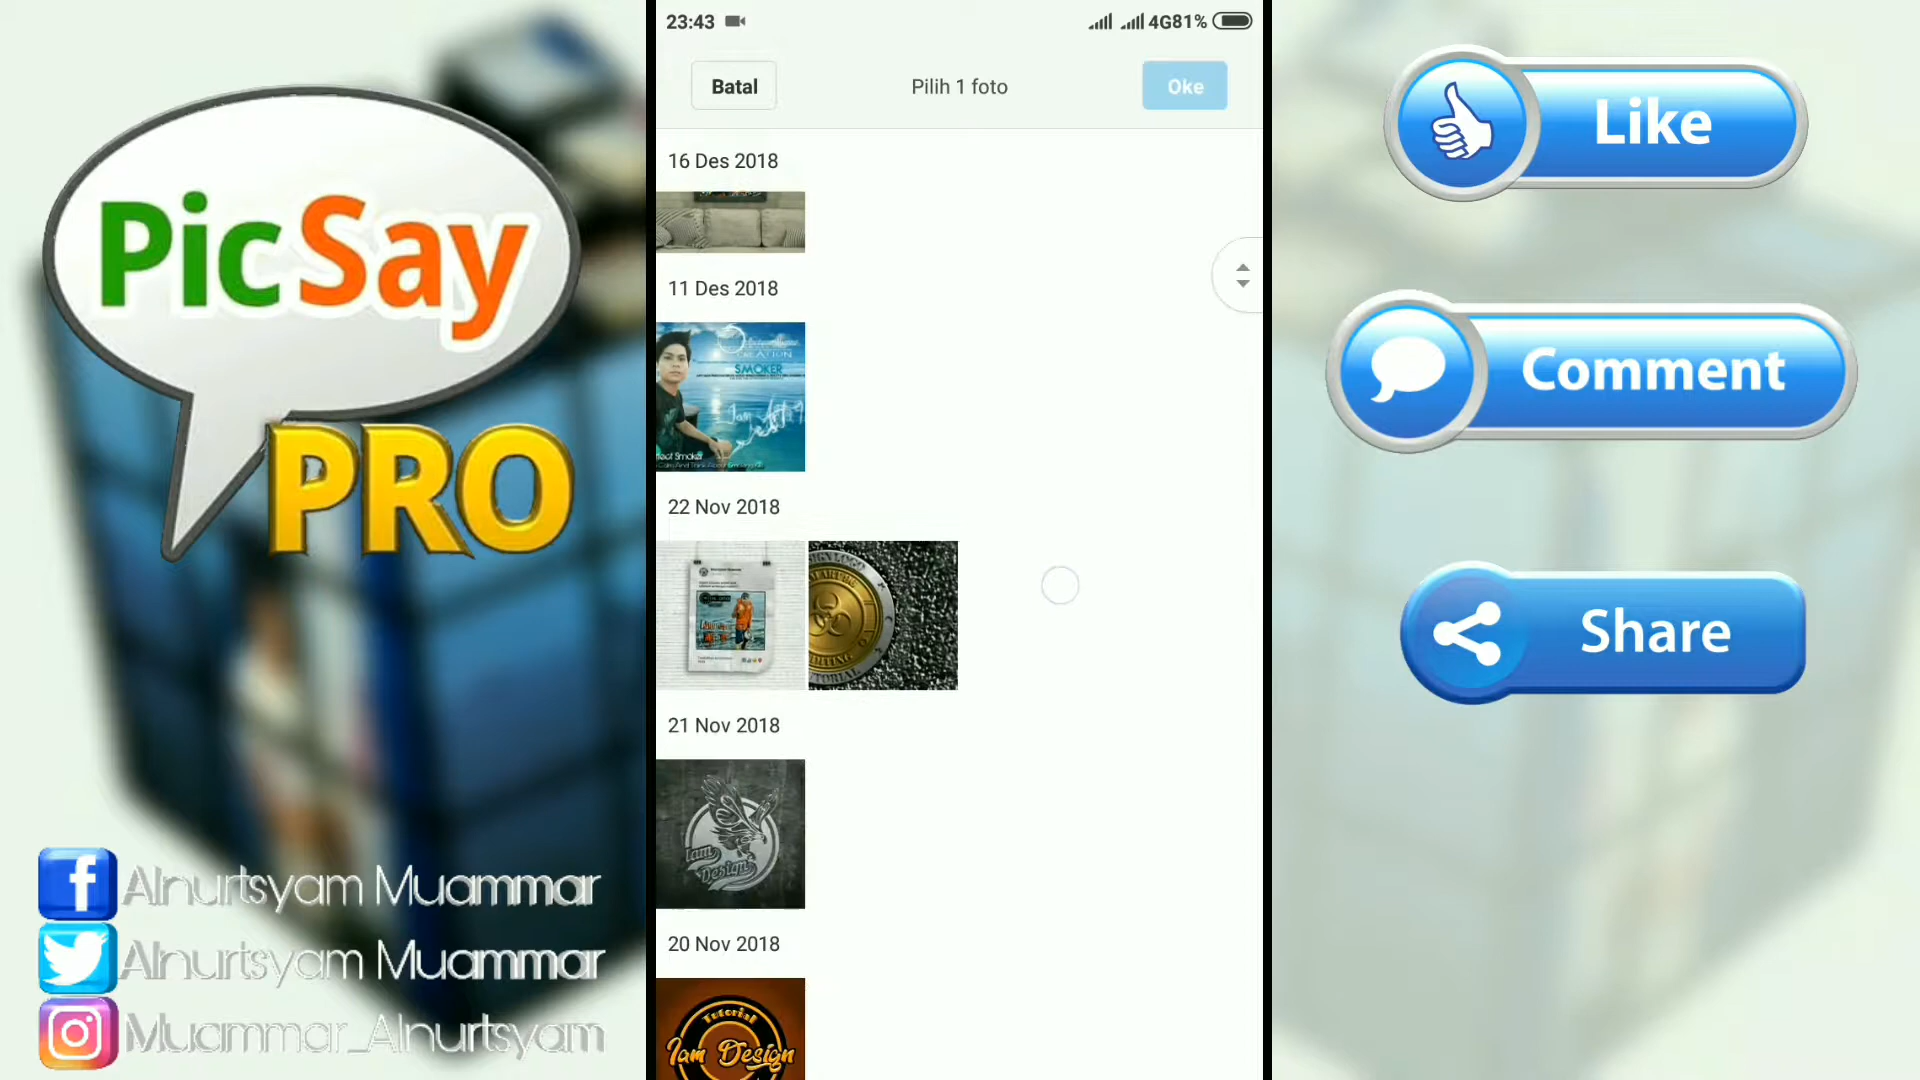 PicSay
PRO
Alnurtsyam Muammar
Alnurtsyam Muammar
Muammar_Alnurtsyam
23:43
4G81%
Batal
Pilih 1 foto
Oke
16 Des 2018
11 Des 2018
CREATION
SMOKER
22 Nov 2018
21 Nov 2018
Iam
Design
20 Nov 2018
Tutorial
Iam Design
Like
Comment
Share